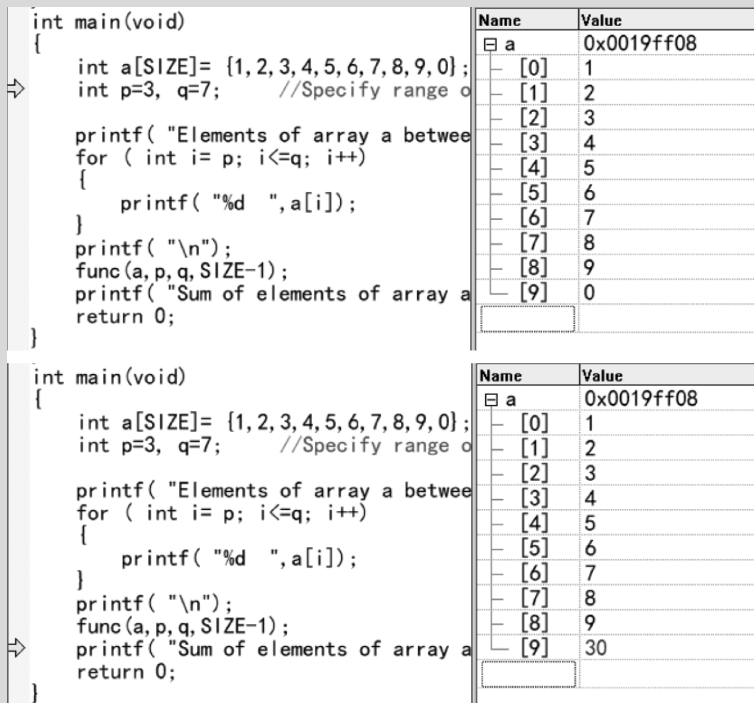 int main(void)
{
int a[SIZE]= {1,2,3,4,5,6,7,8,9,0};
int p=3, q=7; //Specify range o
printf( "Elements of array a betwee
for ( int i= p; i<=q; i++)
{
printf( "%d ",a[i]);
}
printf( "\n");
func(a,p,q,SIZE-1);
printf( "Sum of elements of array a
return 0;
}
Name Value
a 0x0019ff08
[0] 1
[1] 2
[2] 3
[3] 4
[4] 5
[5] 6
[6] 7
[7] 8
[8] 9
[9] 0
int main(void)
{
int a[SIZE]= {1,2,3,4,5,6,7,8,9,0};
int p=3, q=7; //Specify range o
printf( "Elements of array a betwee
for ( int i= p; i<=q; i++)
{
printf( "%d ",a[i]);
}
printf( "\n");
func(a,p,q,SIZE-1);
printf( "Sum of elements of array a
return 0;
}
Name Value
a 0x0019ff08
[0] 1
[1] 2
[2] 3
[3] 4
[4] 5
[5] 6
[6] 7
[7] 8
[8] 9
[9] 30